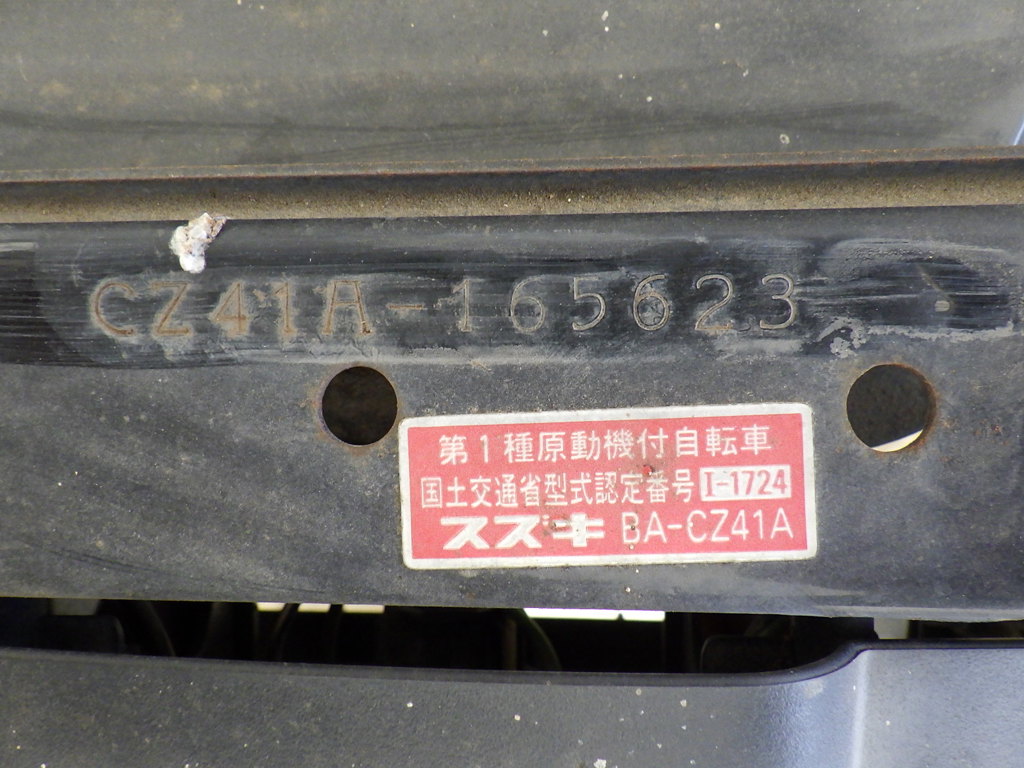 CZ41A-165623
第1種原動機付自転車
国土交通省型式認定番号 I-1724
スズキ BA-CZ41A